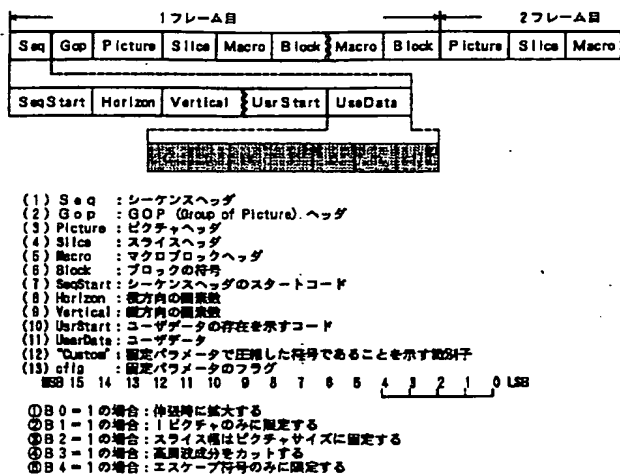 1フレーム目 2フレーム目
Seq Gop Picture Slice Macro Block Macro Block Picture Slice Macro
SeqStart Horizon Vertical UsrStart UseData
(1) Seq :シーケンスヘッダ
(2) Gop :GOP (Group of Picture).ヘッダ
(3) Picture:ピクチャヘッダ
(4) Slice :スライスヘッダ
(5) Macro :マクロブロックヘッダ
(6) Block :ブロックの符号
(7) SeqStart:シーケンスヘッダのスタートコード
(8) Horizon :横方向の画素数
(9) Vertical:縦方向の画素数
(10) UsrStart:ユーザデータの存在を示すコード
(11) UserData:ユーザデータ
(12) "Custom":固定パラメータで圧縮した符号であることを示す識別子
(13) cflg :固定パラメータのフラグ
MSB 15 14 13 12 11 10 9 8 7 6 5 4 3 2 1 0 LSB
①B0=1の場合:伸張時に拡大する
②B1=1の場合:Iピクチャのみに限定する
③B2=1の場合:スライス幅はピクチャサイズに固定する
④B3=1の場合:高周波成分をカットする
⑤B4=1の場合:エスケープ符号のみに限定する